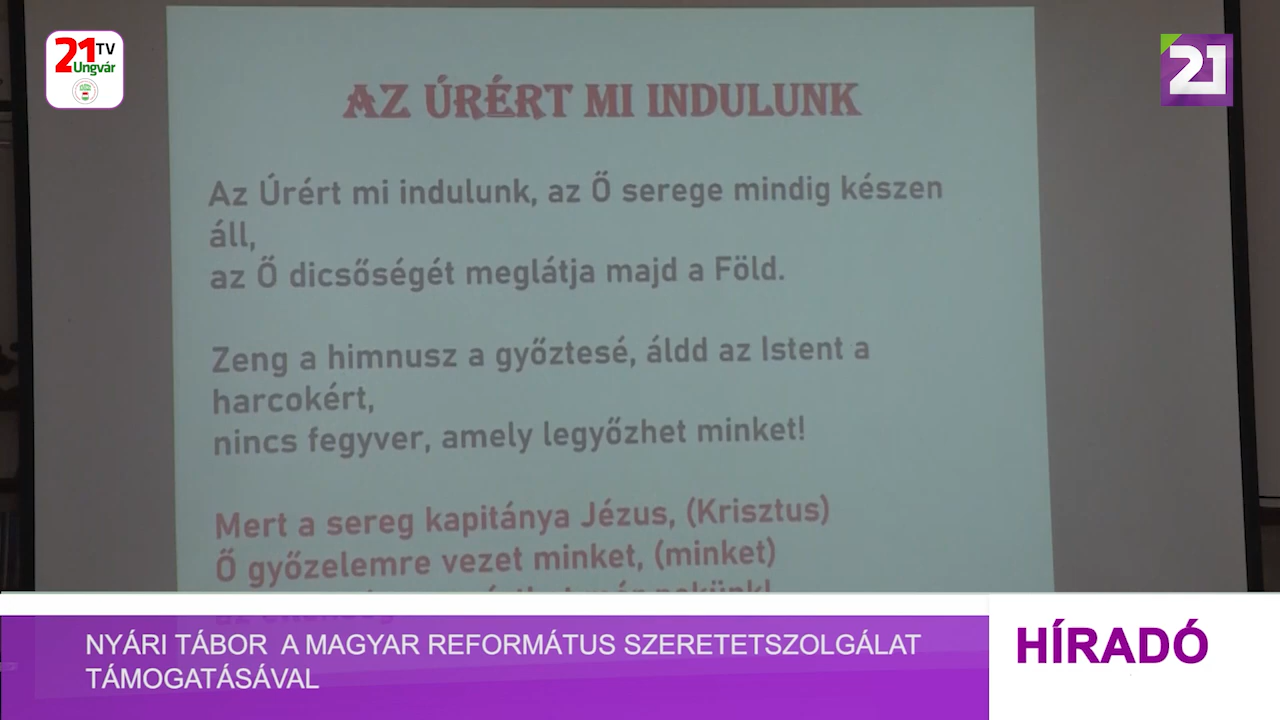 21 TV
Ungvár
21
AZ ÚRÉRT MI INDULUNK
Az Úrért mi indulunk, az Ő serege mindig készen
áll,
az Ő dicsőségét meglátja majd a Föld.
Zeng a himnusz a győztesé, áldd az Istent a
harcokért,
nincs fegyver, amely legyőzhet minket!
Mert a sereg kapitánya Jézus, (Krisztus)
Ő győzelemre vezet minket, (minket)
NYÁRI TÁBOR A MAGYAR REFORMÁTUS SZERETETSZOLGÁLAT
TÁMOGATÁSÁVAL
HÍRADÓ